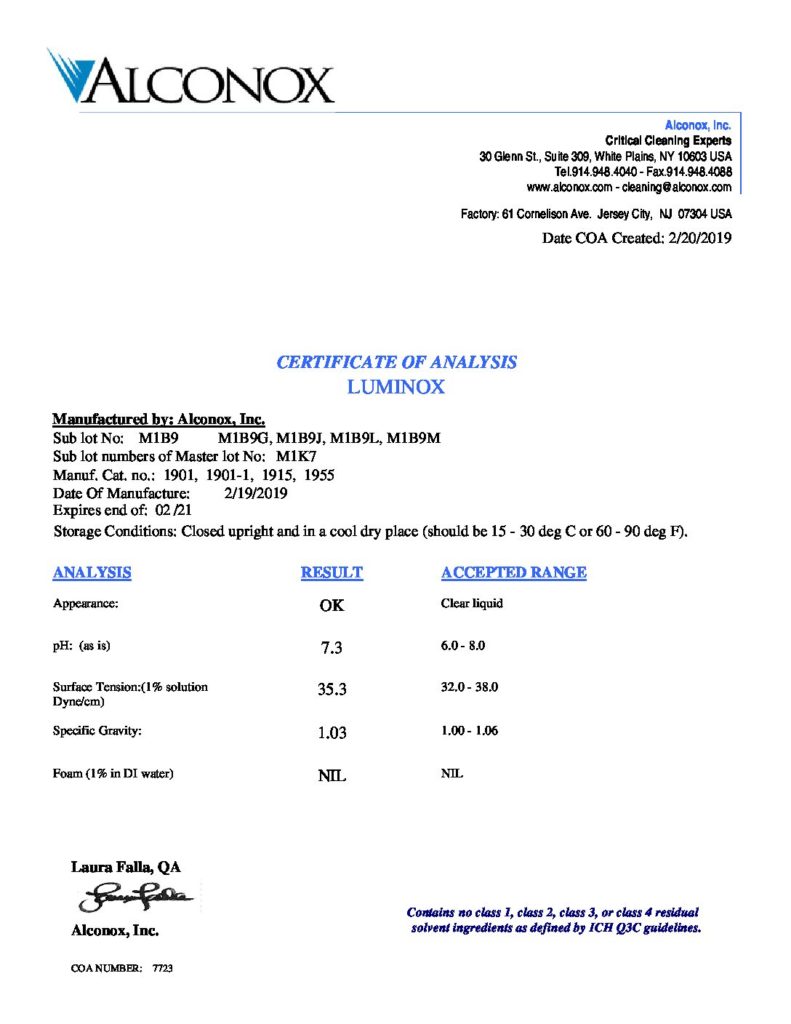 ALCONOX
Alconox, Inc.
Critical Cleaning Experts
30 Glenn St., Suite 309, White Plains, NY 10603 USA
Tel.914.948.4040 - Fax.914.948.4088
www.alconox.com - cleaning@alconox.com
Factory: 61 Cornelison Ave. Jersey City, NJ 07304 USA
Date COA Created: 2/20/2019
CERTIFICATE OF ANALYSIS
LUMINOX
Manufactured by: Alconox, Inc.
Sub lot No: M1B9 M1B9G, M1B9J, M1B9L, M1B9M
Sub lot numbers of Master lot No: M1K7
Manuf. Cat. no.: 1901, 1901-1, 1915, 1955
Date Of Manufacture: 2/19/2019
Expires end of: 02 /21
Storage Conditions: Closed upright and in a cool dry place (should be 15 - 30 deg C or 60 - 90 deg F).
ANALYSIS RESULT ACCEPTED RANGE
Appearance: OK Clear liquid
pH: (as is) 7.3 6.0 - 8.0
Surface Tension:(1% solution 35.3 32.0 - 38.0
Dyne/cm)
Specific Gravity: 1.03 1.00 - 1.06
Foam (1% in DI water) NIL NIL
Laura Falla, QA
Laura Falla
Alconox, Inc.
Contains no class 1, class 2, class 3, or class 4 residual
solvent ingredients as defined by ICH Q3C guidelines.
COA NUMBER: 7723